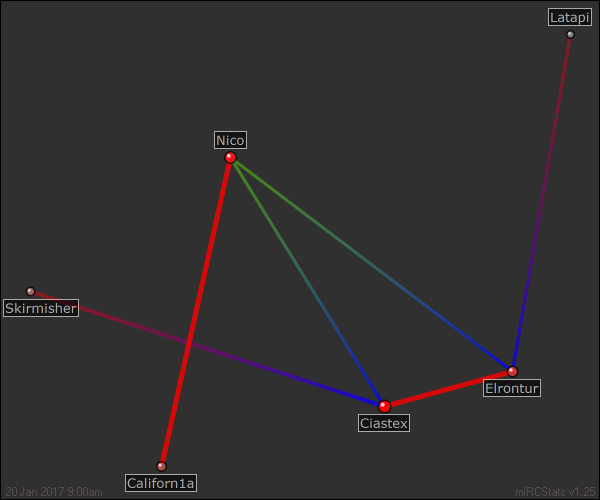 Latapi
Nico
Skirmisher
Elrontur
Ciastex
Californ1a
20 Jan 2017 9:00am
mIRCStats v1.25